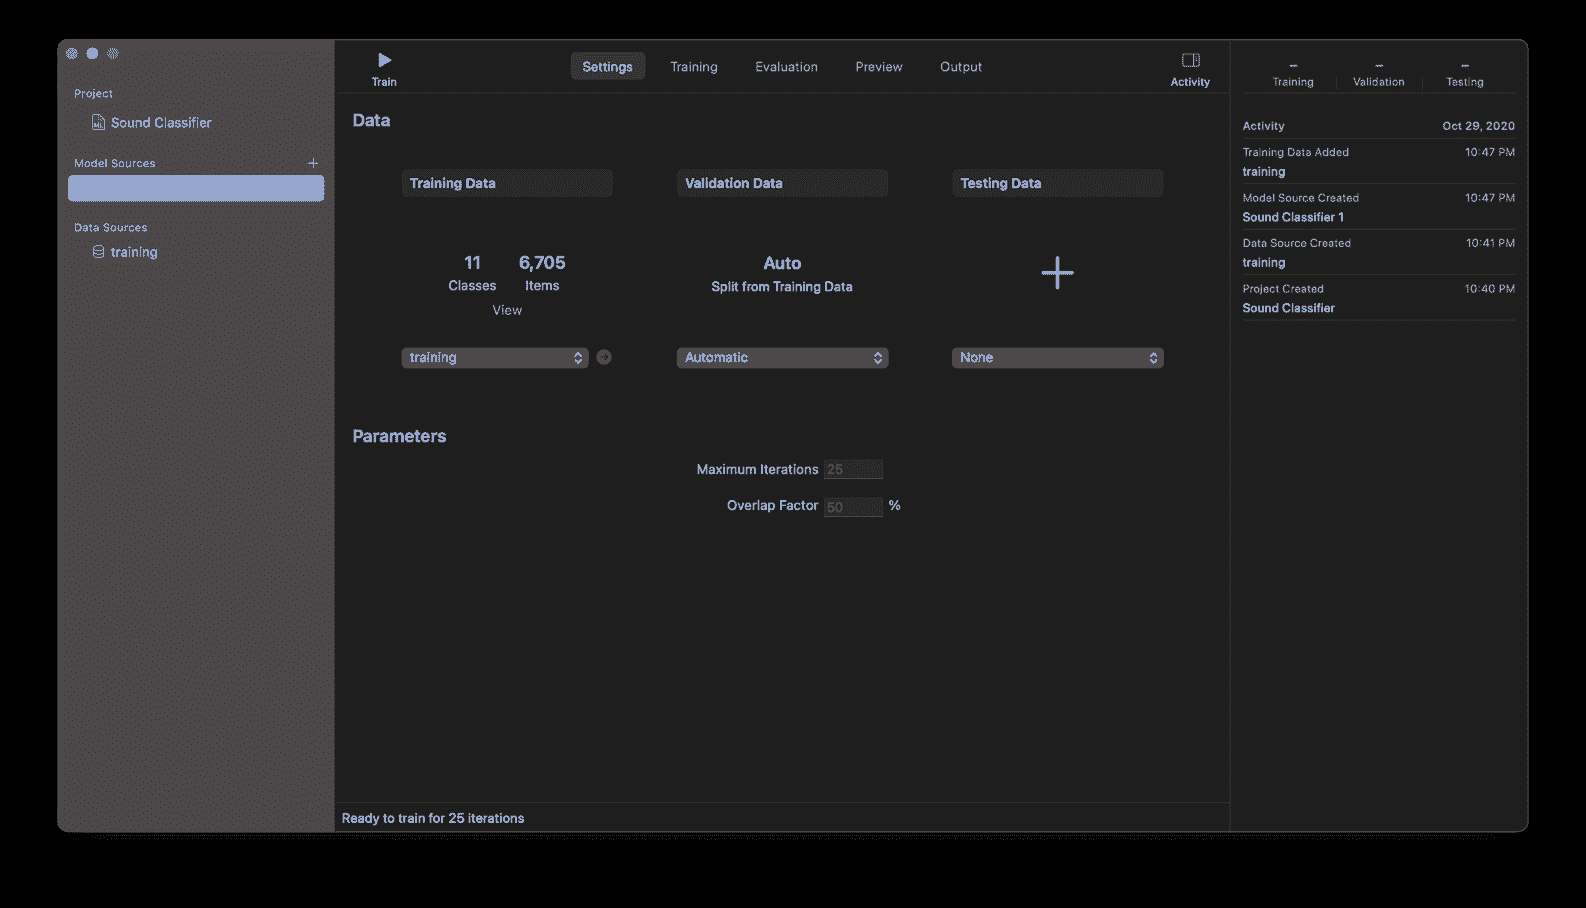 Project
Sound Classifier
Model Sources
Data Sources
training
Train
Settings
Training
Evaluation
Preview
Output
Activity
Data
Training Data
Validation Data
Testing Data
11
Classes
6,705
Items
View
Auto
Split from Training Data
training
Automatic
None
Parameters
Maximum Iterations 25
Overlap Factor 50 %
Ready to train for 25 iterations
-- Training
-- Validation
-- Testing
Activity Oct 29, 2020
Training Data Added 10:47 PM
training
Model Source Created 10:47 PM
Sound Classifier 1
Data Source Created 10:41 PM
training
Project Created 10:40 PM
Sound Classifier